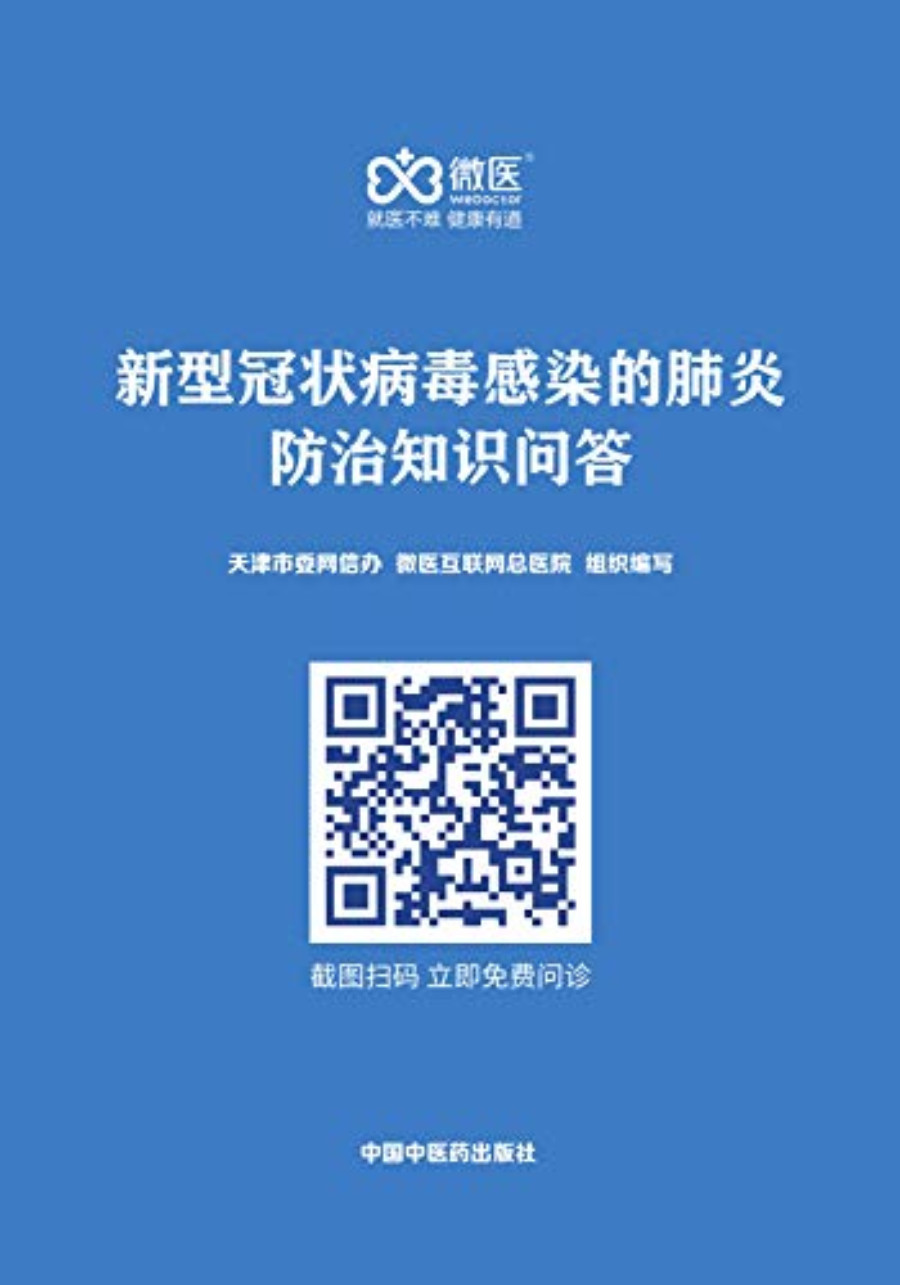 微医®
WeDoctor
就医不难 健康有道
新型冠状病毒感染的肺炎
防治知识问答
天津市委网信办 微医互联网总医院 组织编写
截图扫码 立即免费问诊
中国中医药出版社